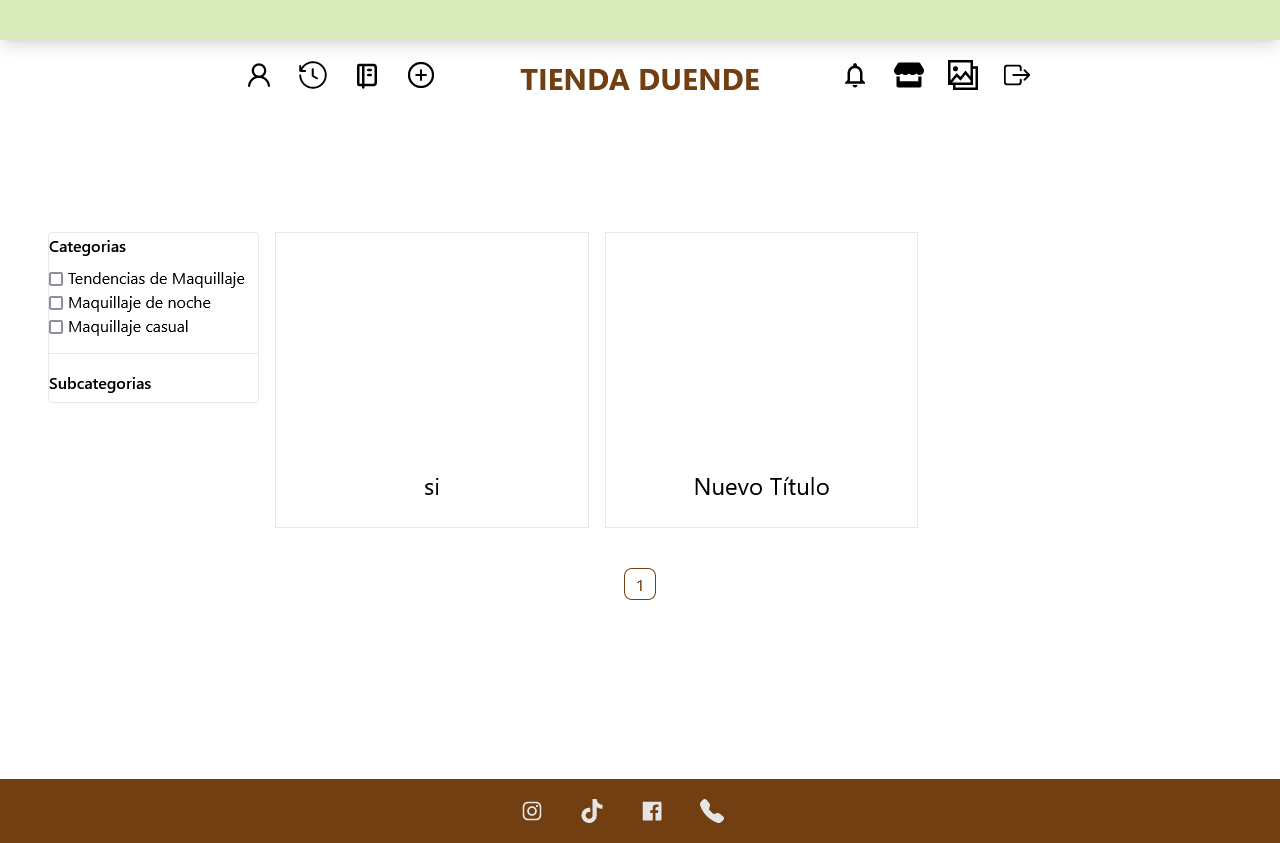 TIENDA DUENDE
Categorias
Tendencias de Maquillaje
Maquillaje de noche
Maquillaje casual
Subcategorias
si
Nuevo Título
1